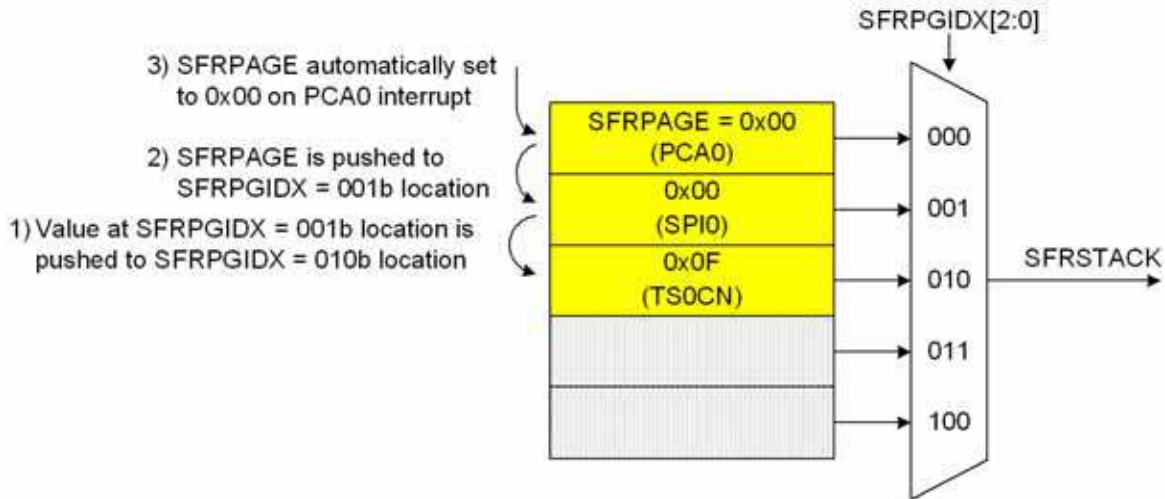 SFRPGIDX[2:0]
3) SFRPAGE automatically set
to 0x00 on PCA0 interrupt
2) SFRPAGE is pushed to
SFRPGIDX = 001b location
1) Value at SFRPGIDX = 001b location is
pushed to SFRPGIDX = 010b location
SFRPAGE = 0x00
(PCA0)
0x00
(SPI0)
0x0F
(TS0CN)
000
001
010
011
100
SFRSTACK